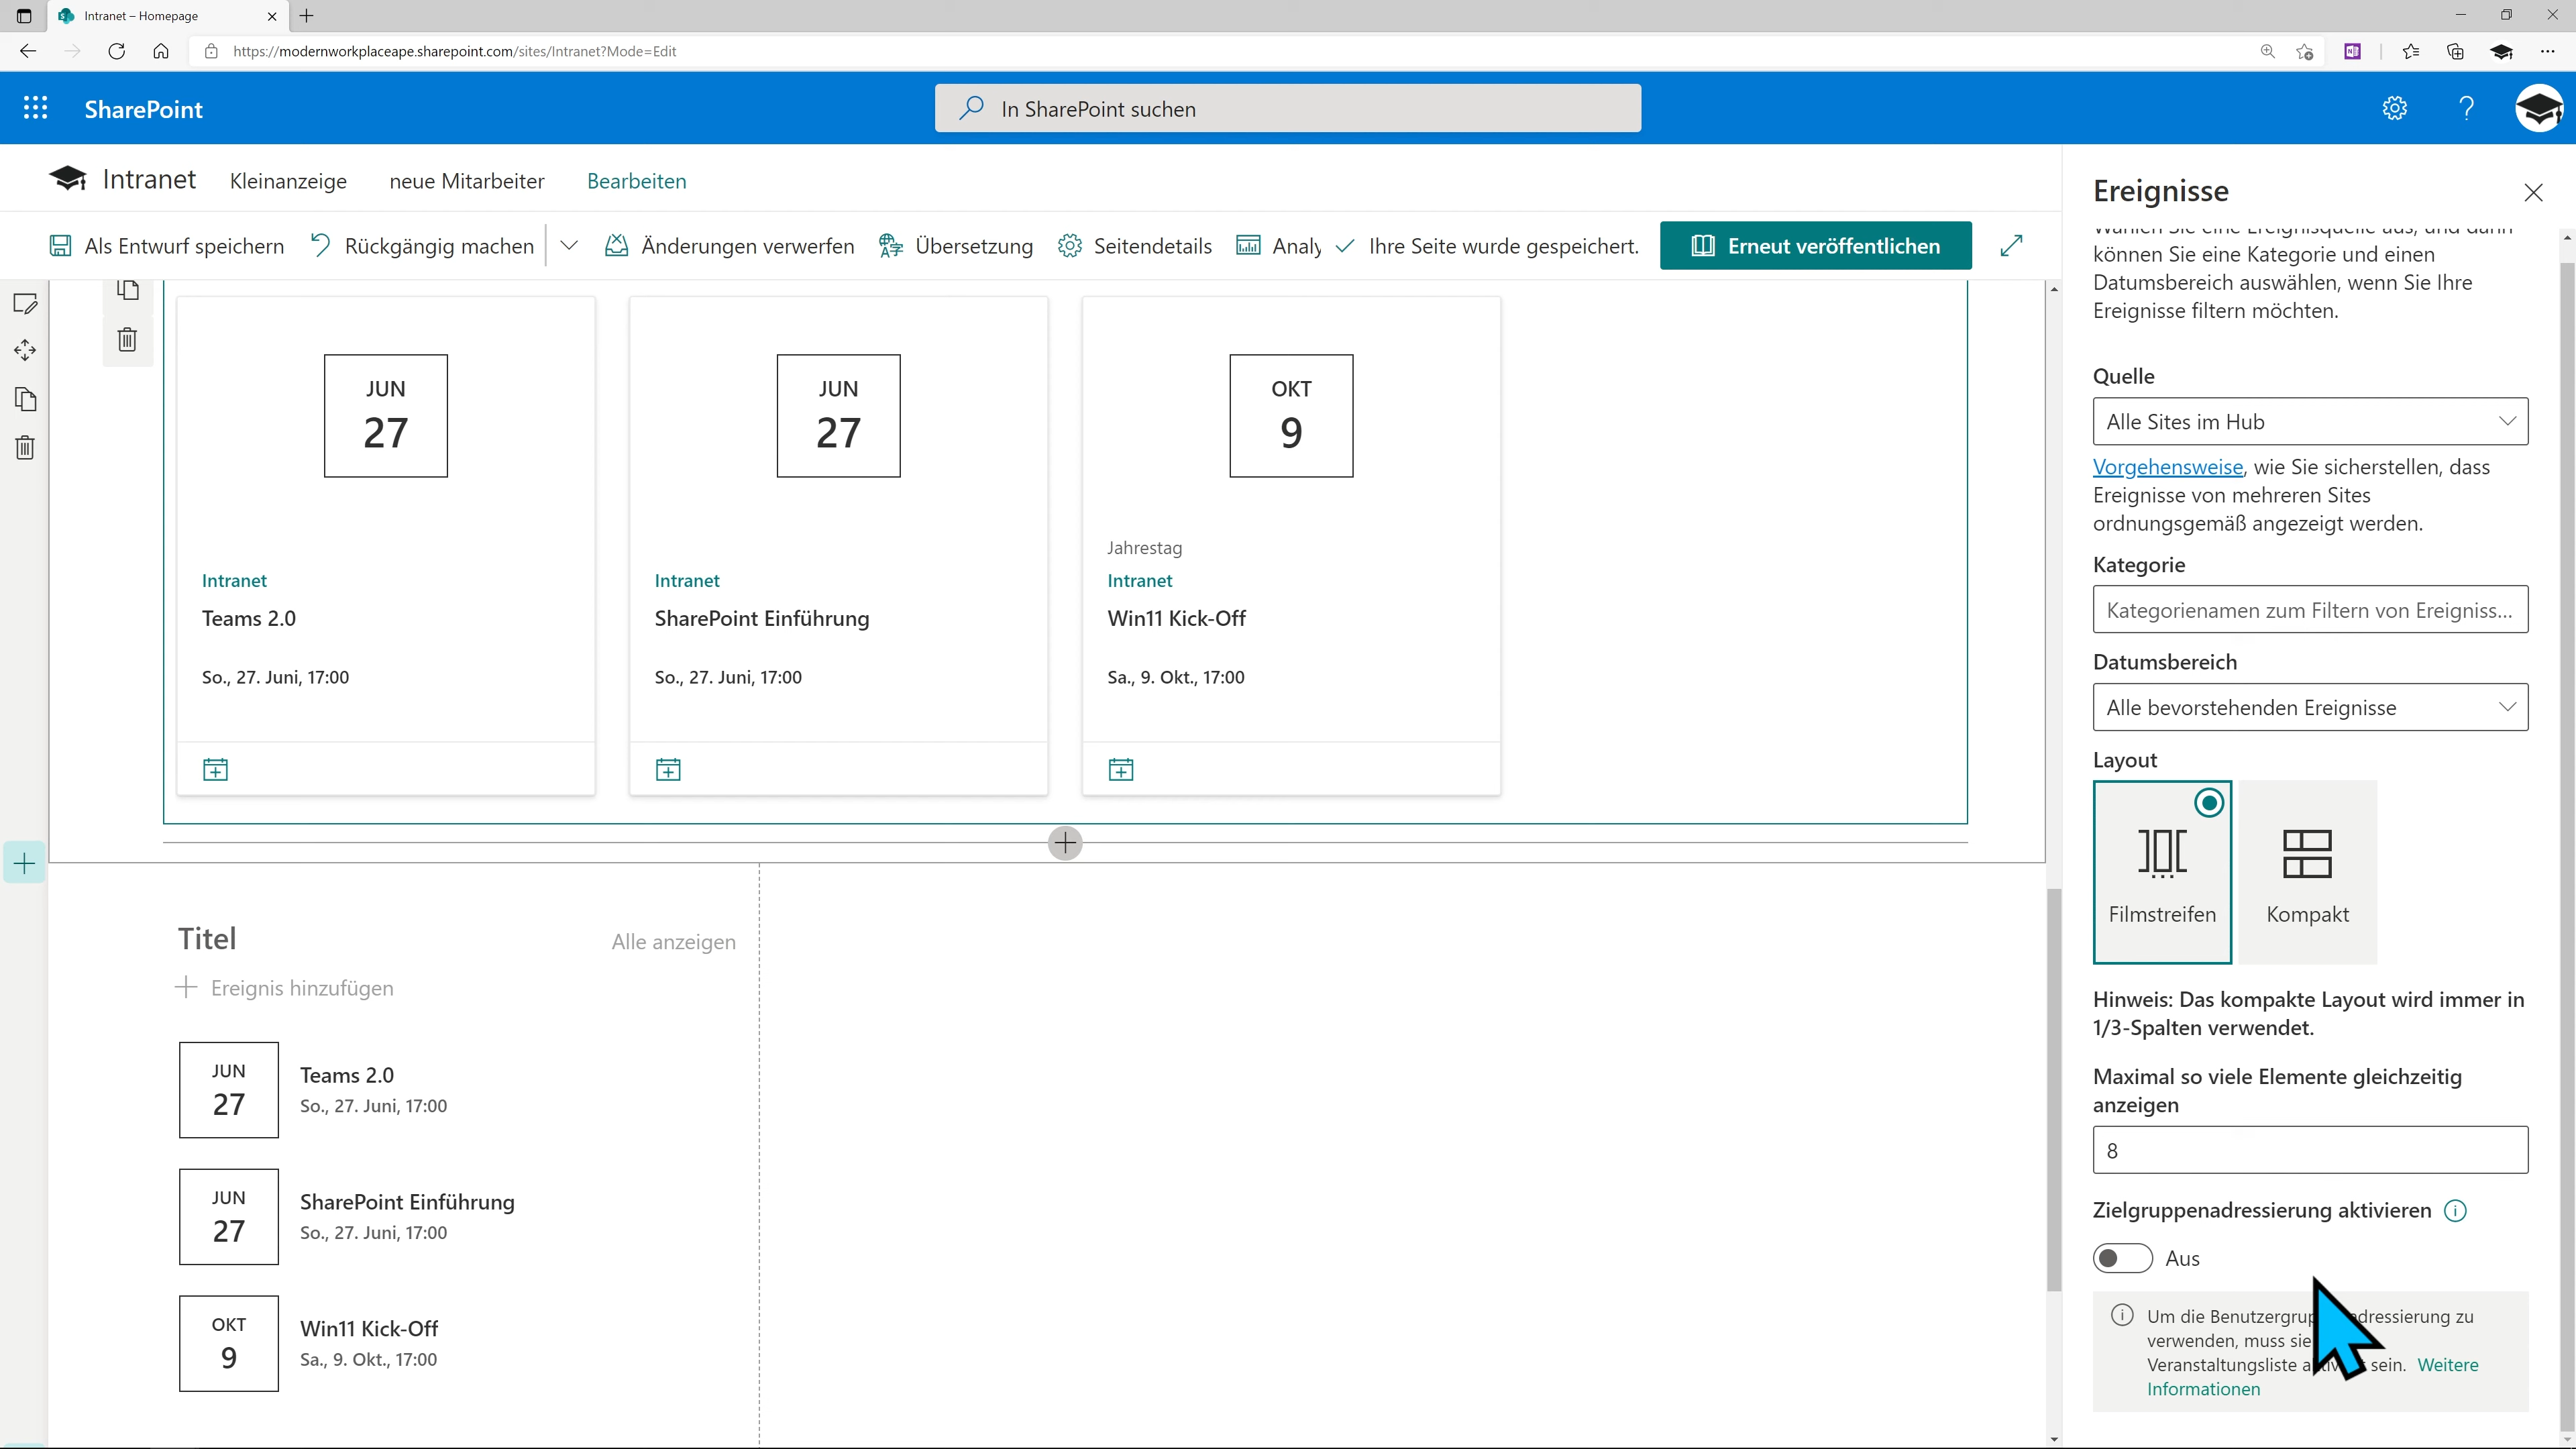 Intranet – Homepage
https://modernworkplaceape.sharepoint.com/sites/Intranet?Mode=Edit
SharePoint
In SharePoint suchen
Intranet
Kleinanzeige
neue Mitarbeiter
Bearbeiten
Als Entwurf speichern
Rückgängig machen
Änderungen verwerfen
Übersetzung
Seitendetails
Analy
Ihre Seite wurde gespeichert.
Erneut veröffentlichen
JUN
27
Intranet
Teams 2.0
So., 27. Juni, 17:00
JUN
27
Intranet
SharePoint Einführung
So., 27. Juni, 17:00
OKT
9
Jahrestag
Intranet
Win11 Kick-Off
Sa., 9. Okt., 17:00
Titel
Alle anzeigen
Ereignis hinzufügen
JUN
27
Teams 2.0
So., 27. Juni, 17:00
JUN
27
SharePoint Einführung
So., 27. Juni, 17:00
OKT
9
Win11 Kick-Off
Sa., 9. Okt., 17:00
Ereignisse
Wählen Sie eine Ereignisquelle aus, und dann
können Sie eine Kategorie und einen
Datumsbereich auswählen, wenn Sie Ihre
Ereignisse filtern möchten.
Quelle
Alle Sites im Hub
Vorgehensweise, wie Sie sicherstellen, dass
Ereignisse von mehreren Sites
ordnungsgemäß angezeigt werden.
Kategorie
Kategorienamen zum Filtern von Ereigniss...
Datumsbereich
Alle bevorstehenden Ereignisse
Layout
Filmstreifen
Kompakt
Hinweis: Das kompakte Layout wird immer in
1/3-Spalten verwendet.
Maximal so viele Elemente gleichzeitig
anzeigen
8
Zielgruppenadressierung aktivieren
Aus
Um die zu
verwenden, muss sie
Veranstaltungsliste sein. Weitere
Informationen